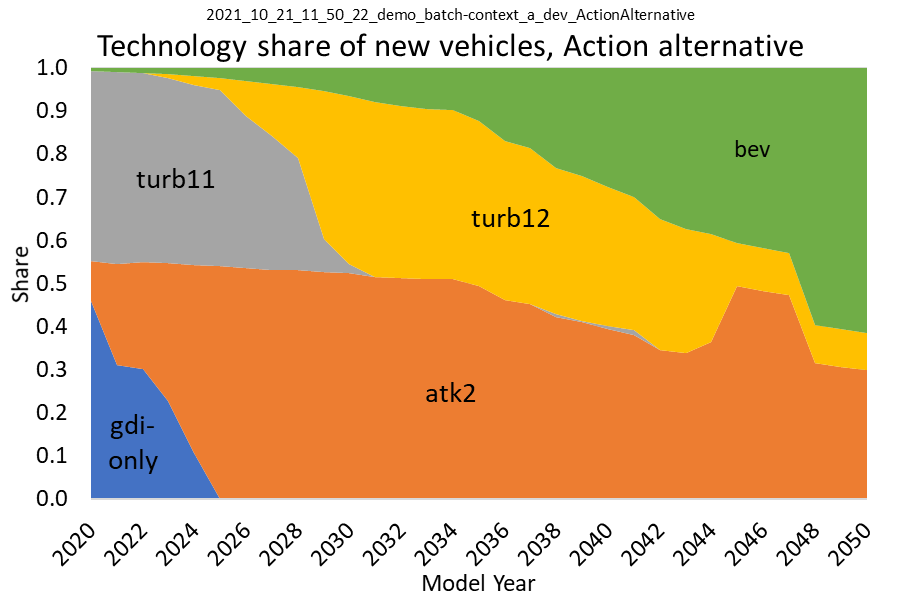 2021_10_21_11_50_22_demo_batch-context_a_dev_ActionAlternative
Technology share of new vehicles, Action alternative
1.0
0.9
0.8
0.7
0.6
0.5
0.4
0.3
0.2
0.1
0.0
Share
bev
turb11
turb12
atk2
gdi-
only
2020
2022
2024
2026
2028
2030
2032
2034
2036
2038
2040
2042
2044
2046
2048
2050
Model Year